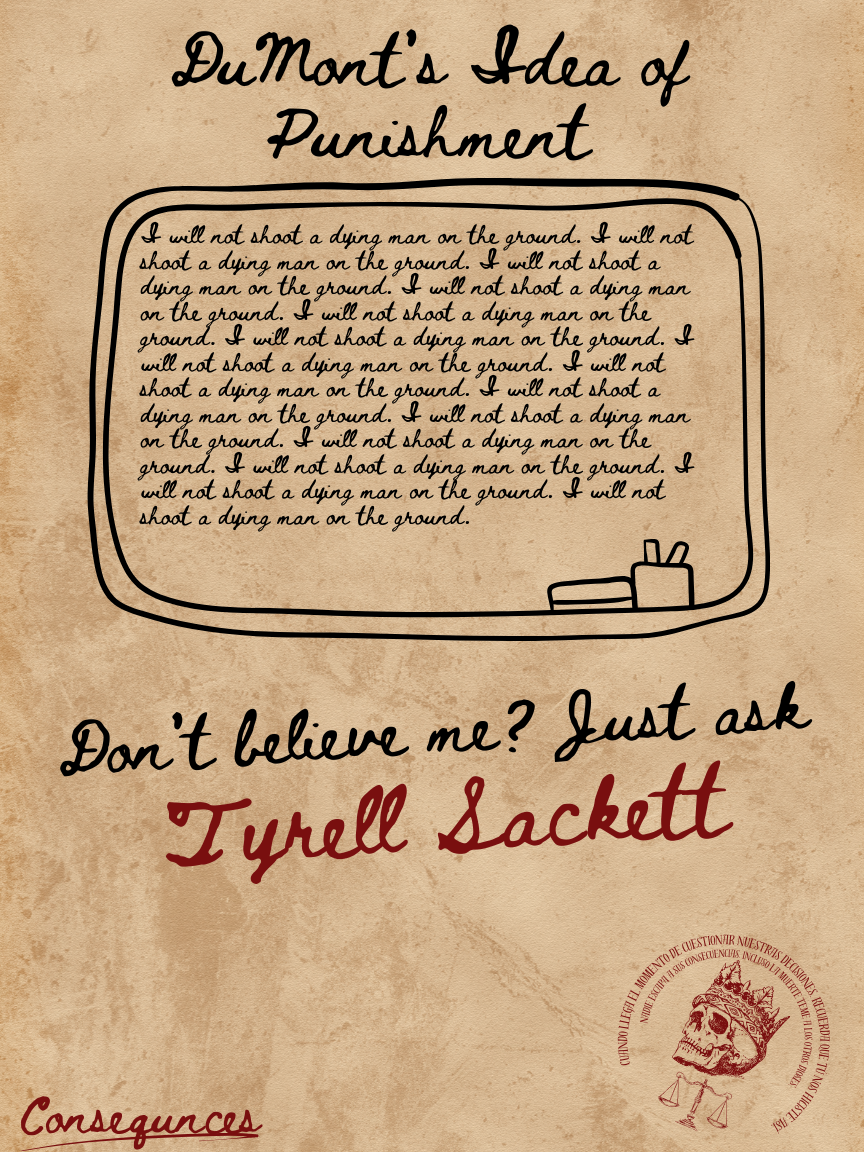 DuMont's Idea of
Punishment
I will not shoot a dying man on the ground. I will not
shoot a dying man on the ground. I will not shoot a
dying man on the ground. I will not shoot a dying man
on the ground. I will not shoot a dying man on the
ground. I will not shoot a dying man on the ground. I
will not shoot a dying man on the ground. I will not
shoot a dying man on the ground. I will not shoot a
dying man on the ground. I will not shoot a dying man
on the ground. I will not shoot a dying man on the
ground. I will not shoot a dying man on the ground. I
will not shoot a dying man on the ground. I will not
shoot a dying man on the ground.
Don't believe me? Just ask
Tyrell Sackett
CUANDO LLEGA EL MOMENTO DE CUESTIONAR NUESTRAS DECISIONES, RECUERDA QUE TU NOS HICISTE ASI.
NADIE ESCAPA A SUS CONSECUENCIAS. INCLUSO LA MUERTE TEME A LOS OTROS DIOSES.
Consequnces